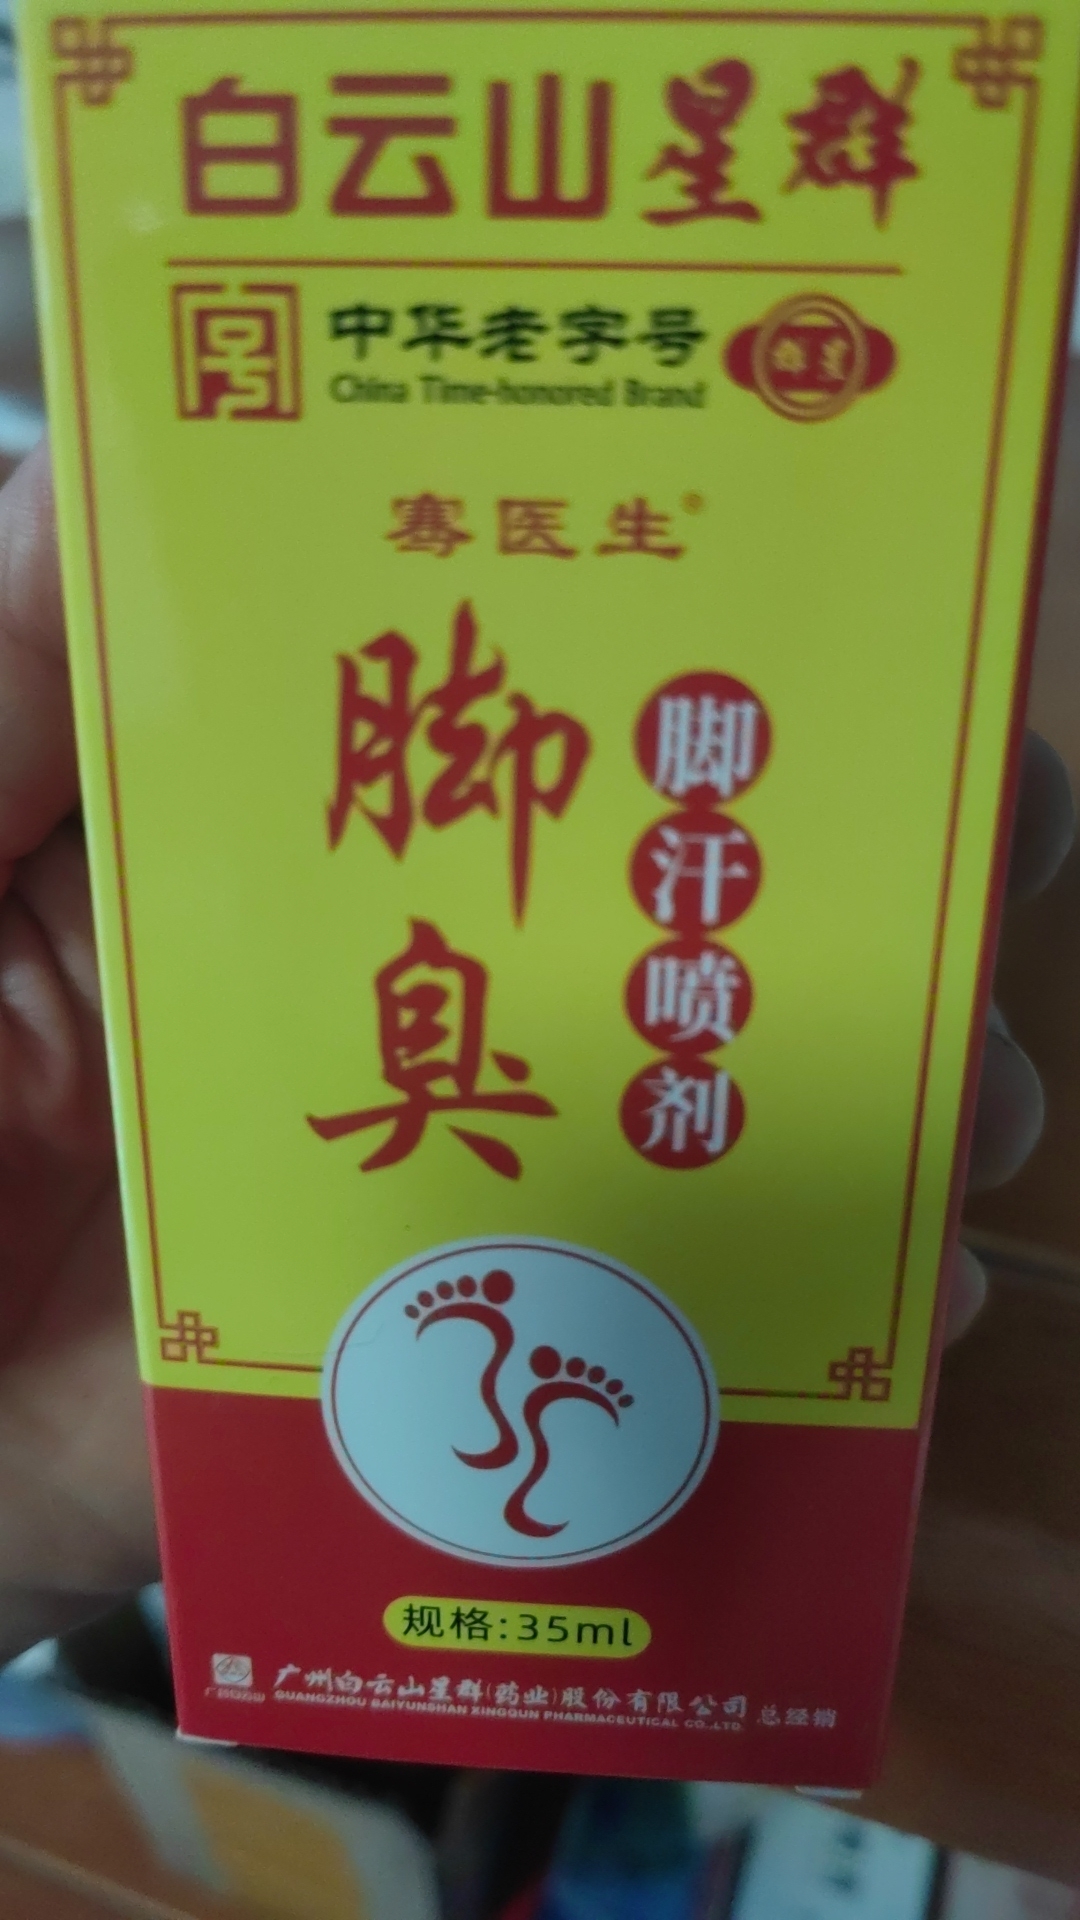 白云山星群
中华老字号
China Time-honored Brand
骞医生®
脚臭
脚汗喷剂
规格:35ml
广州白云山星群(药业)股份有限公司 总经销
GUANGZHOU BAIYUNSHAN XINGQUN PHARMACEUTICAL CO.,LTD.